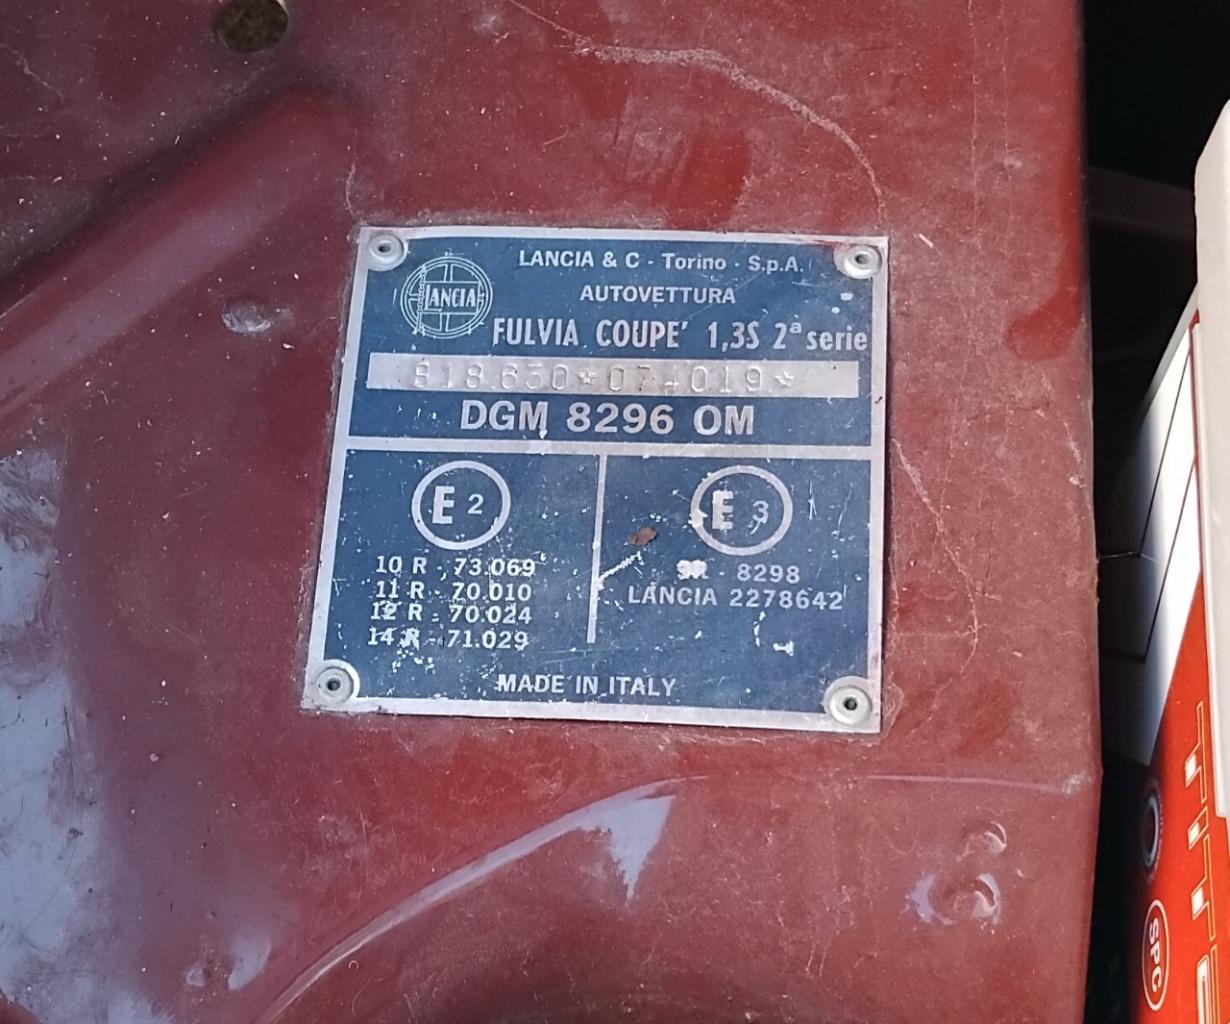 LANCIA & C - Torino - S.p.A.
LANCIA
AUTOVETTURA
FULVIA COUPE' 1,3S 2ª serie
818.630*074019*
DGM 8296 OM
E 2
10 R - 73.069
11 R - 70.010
12 R - 70.024
14 R - 71.029
E 3
- 8298
LANCIA 2278642
MADE IN ITALY
SPC